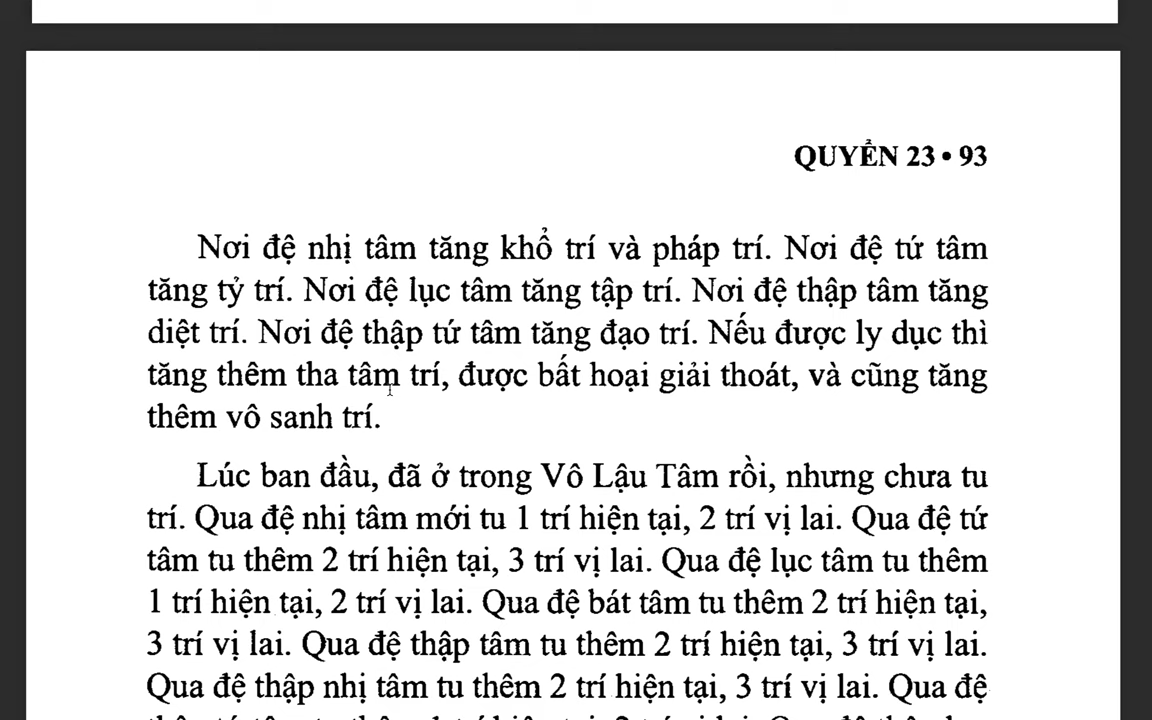 QUYỂN 23 • 93
Nơi đệ nhị tâm tăng khổ trí và pháp trí. Nơi đệ tứ tâm
tăng tỷ trí. Nơi đệ lục tâm tăng tập trí. Nơi đệ thập tâm tăng
diệt trí. Nơi đệ thập tứ tâm tăng đạo trí. Nếu được ly dục thì
tăng thêm tha tâm trí, được bất hoại giải thoát, và cũng tăng
thêm vô sanh trí.
Lúc ban đầu, đã ở trong Vô Lậu Tâm rồi, nhưng chưa tu
trí. Qua đệ nhị tâm mới tu 1 trí hiện tại, 2 trí vị lai. Qua đệ tứ
tâm tu thêm 2 trí hiện tại, 3 trí vị lai. Qua đệ lục tâm tu thêm
1 trí hiện tại, 2 trí vị lai. Qua đệ bát tâm tu thêm 2 trí hiện tại,
3 trí vị lai. Qua đệ thập tâm tu thêm 2 trí hiện tại, 3 trí vị lai.
Qua đệ thập nhị tâm tu thêm 2 trí hiện tại, 3 trí vị lai. Qua đệ